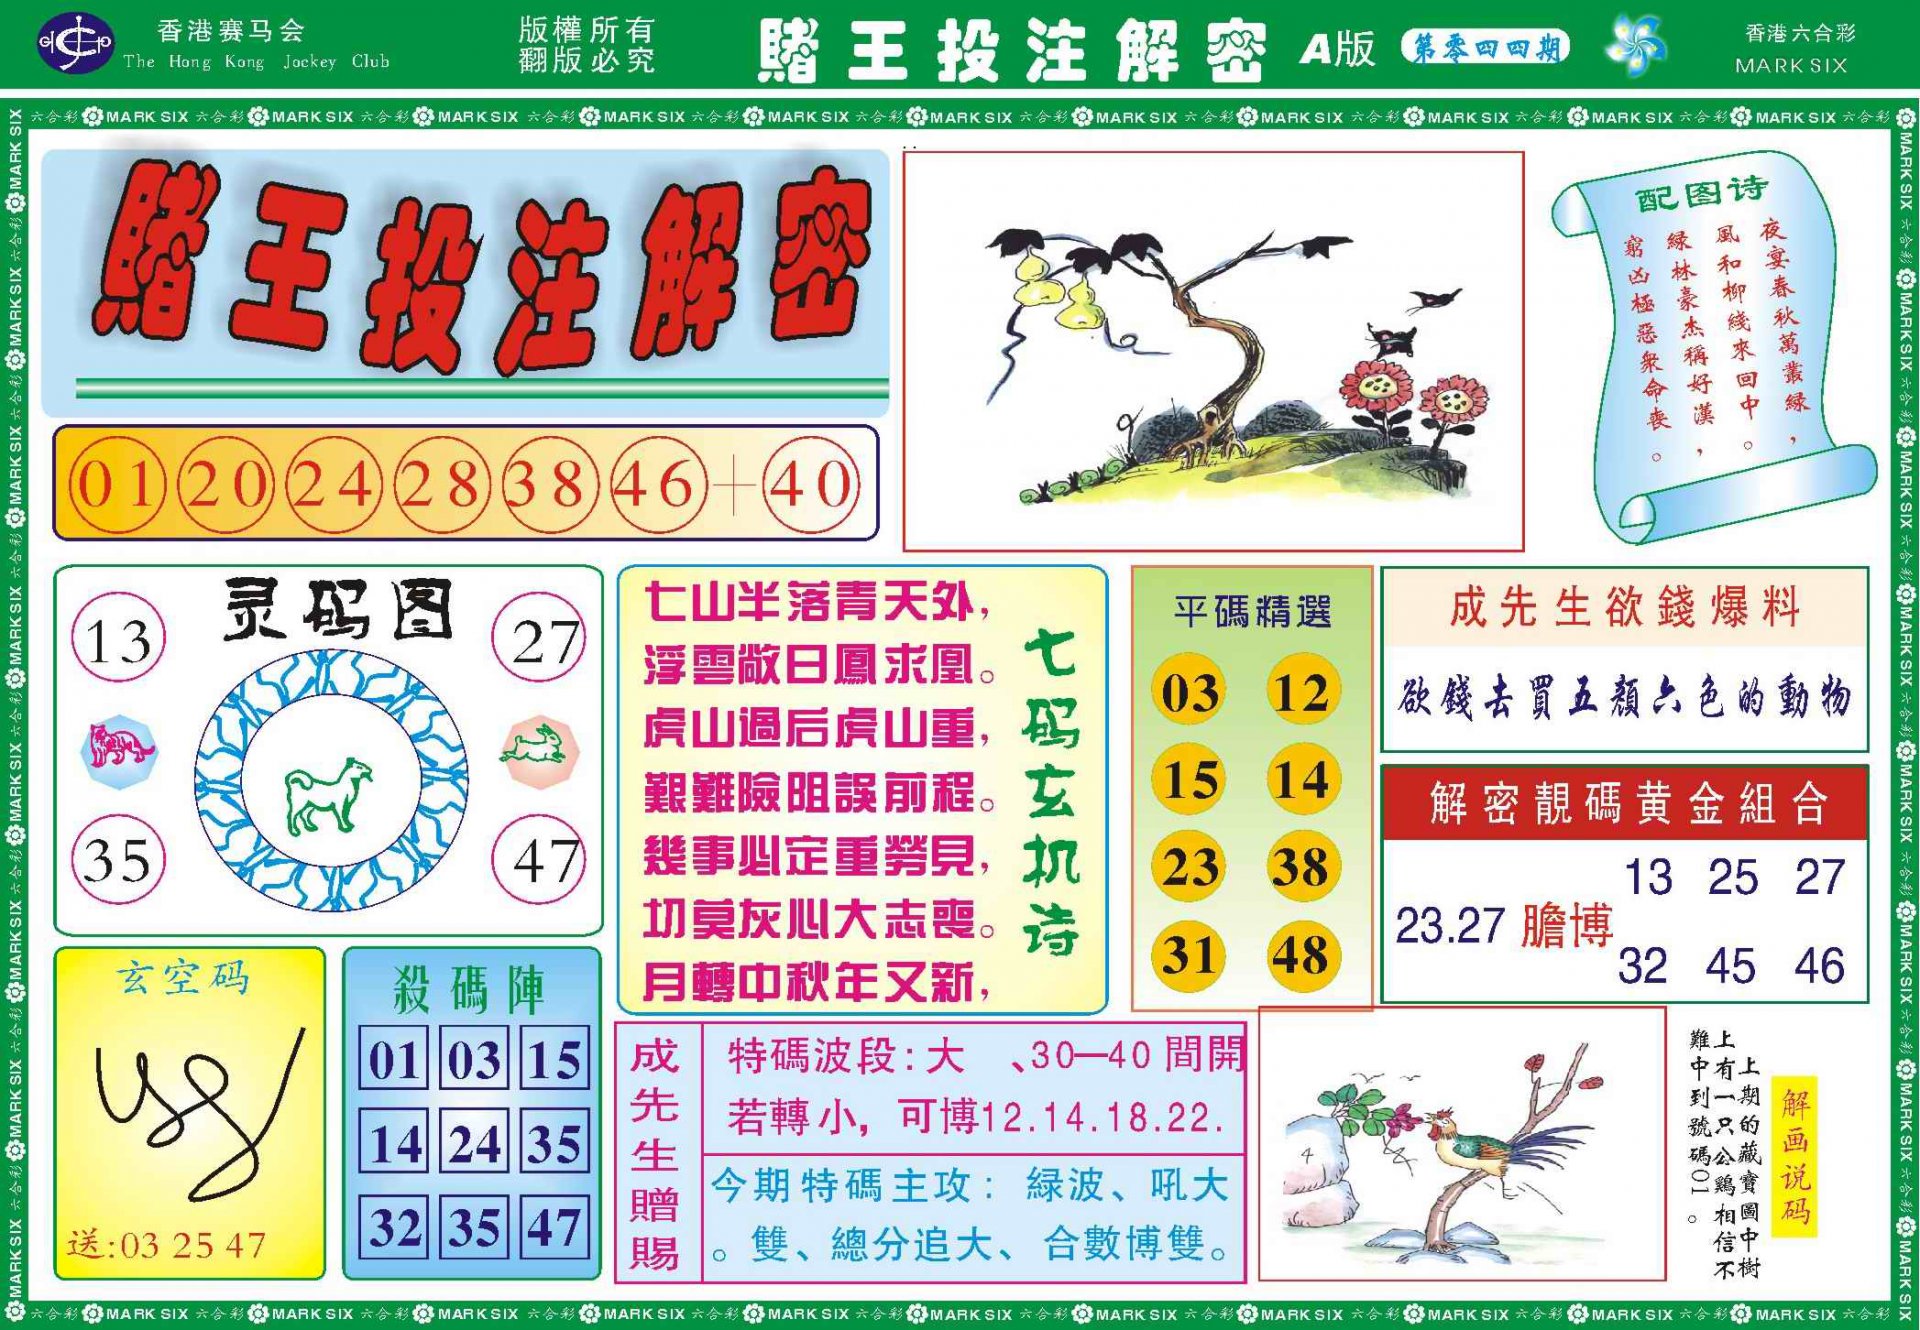 香港赛马会
The Hong Kong Jockey Club
版權所有
翻版必究
賭王投注解密 A版 第零四四期
香港六合彩
MARK SIX
六合彩 MARK SIX 六合彩 MARK SIX 六合彩 MARK SIX 六合彩 MARK SIX 六合彩 MARK SIX 六合彩 MARK SIX 六合彩 MARK SIX 六合彩 MARK SIX 六合彩 MARK SIX 六合彩 MARK SIX 六合彩 MARK SIX 六合彩
賭王投注解密
01 20 24 28 38 46+40
配图诗
夜宴春秋萬叢緑，
風和柳綫來回中。
緑林豪杰稱好漢，
窮凶極惡衆命喪。
灵码图
13 27
35 47
七码玄机诗
七山半落青天外，
浮雲敞日鳳求凰。
虎山過后虎山重，
艱難險阻誤前程。
幾事必定重勞見，
切莫灰心大志喪。
月轉中秋年又新，
平碼精選
03 12
15 14
23 38
31 48
成先生欲錢爆料
欲錢去買五顔六色的動物
解密靚碼黄金組合
23.27 膽博
13 25 27
32 45 46
玄空码
送:03 25 47
殺碼陣
01 03 15
14 24 35
32 35 47
成先生贈賜
特碼波段:大 、30—40間開
若轉小，可博12.14.18.22.
今期特碼主攻：緑波、吼大
。雙、總分追大、合數博雙。
4
解画说码
上期的藏寶圖中樹
上有一只公鷄相信不
難中到號碼01。
六合彩 MARK SIX 六合彩 MARK SIX 六合彩 MARK SIX 六合彩 MARK SIX 六合彩 MARK SIX 六合彩 MARK SIX 六合彩 MARK SIX 六合彩 MARK SIX 六合彩 MARK SIX 六合彩 MARK SIX 六合彩 MARK SIX 六合彩